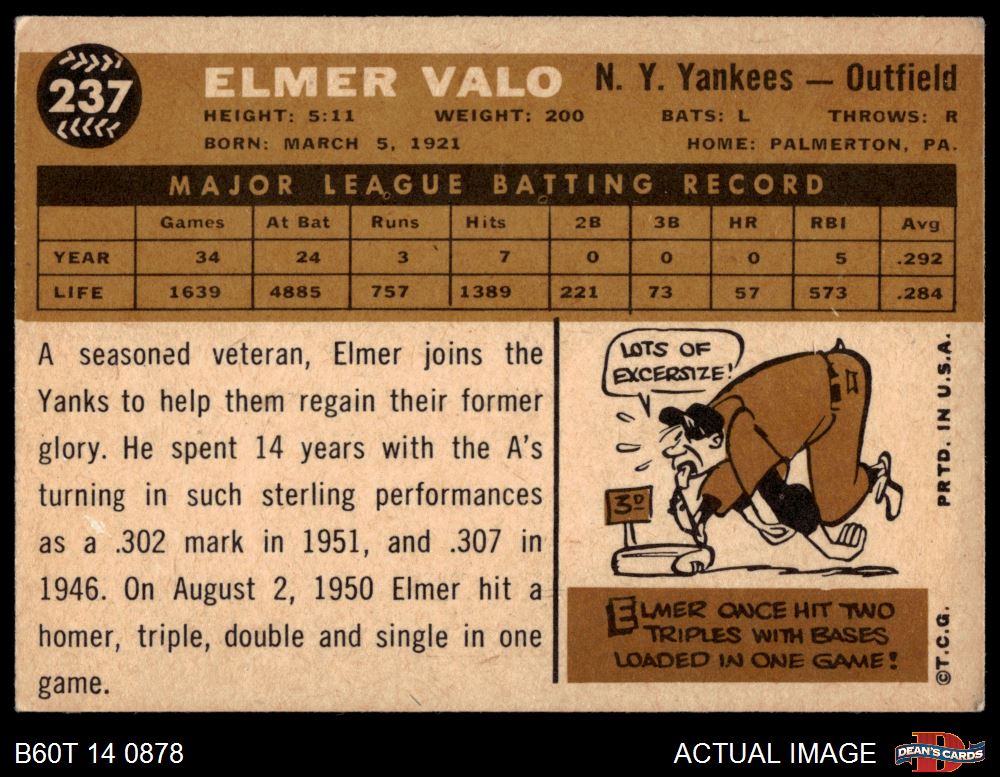 237
ELMER VALO N. Y. Yankees — Outfield
HEIGHT: 5:11 WEIGHT: 200 BATS: L THROWS: R
BORN: MARCH 5, 1921 HOME: PALMERTON, PA.
MAJOR LEAGUE BATTING RECORD
Games At Bat Runs Hits 2B 3B HR RBI Avg
YEAR 34 24 3 7 0 0 0 5 .292
LIFE 1639 4885 757 1389 221 73 57 573 .284
A seasoned veteran, Elmer joins the
Yanks to help them regain their former
glory. He spent 14 years with the A's
turning in such sterling performances
as a .302 mark in 1951, and .307 in
1946. On August 2, 1950 Elmer hit a
homer, triple, double and single in one
game.
LOTS OF
EXCERSIZE!
3D
ELMER ONCE HIT TWO
TRIPLES WITH BASES
LOADED IN ONE GAME!
PRTD. IN U.S.A.
©T.C.G.
B60T 14 0878 ACTUAL IMAGE
D
DEAN'S CARDS